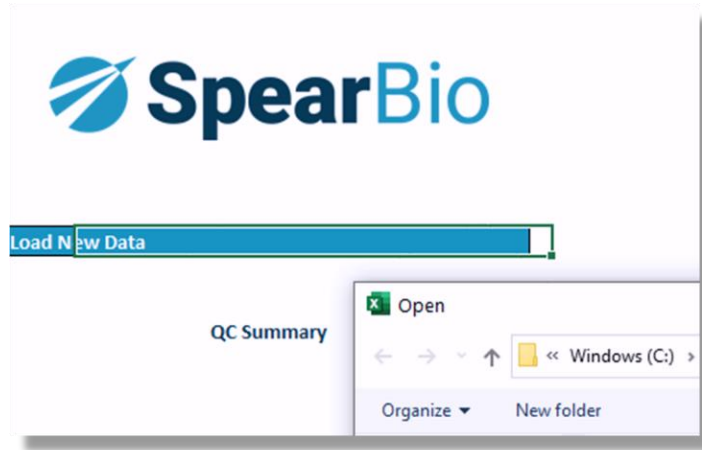 SpearBio
Load New Data
QC Summary
Open
« Windows (C:) >
Organize New folder